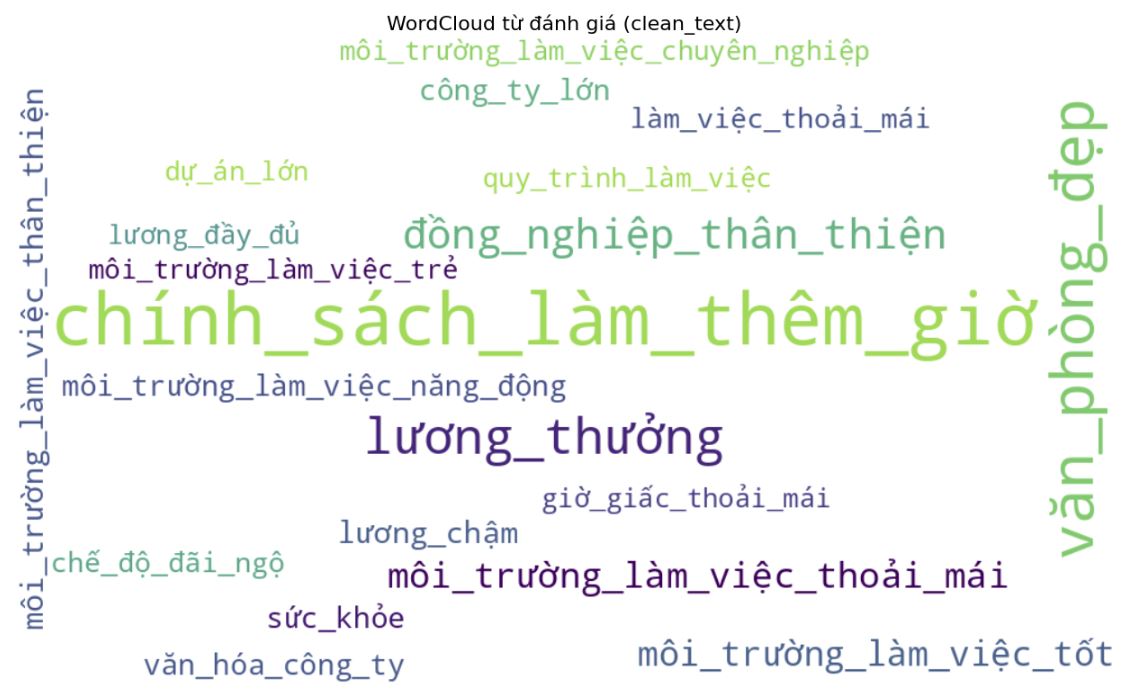 WordCloud từ đánh giá (clean_text)
môi_trường_làm_việc_chuyên_nghiệp
công_ty_lớn
làm_việc_thoải_mái
dự_án_lớn
quy_trình_làm_việc
lương_đầy_đủ
đồng_nghiệp_thân_thiện
môi_trường_làm_việc_trẻ
chính_sách_làm_thêm_giờ
môi_trường_làm_việc_thân_thiện
văn_phòng_đẹp
môi_trường_làm_việc_năng_động
lương_thưởng
giờ_giấc_thoải_mái
lương_chậm
chế_độ_đãi_ngộ
môi_trường_làm_việc_thoải_mái
sức_khỏe
văn_hóa_công_ty
môi_trường_làm_việc_tốt